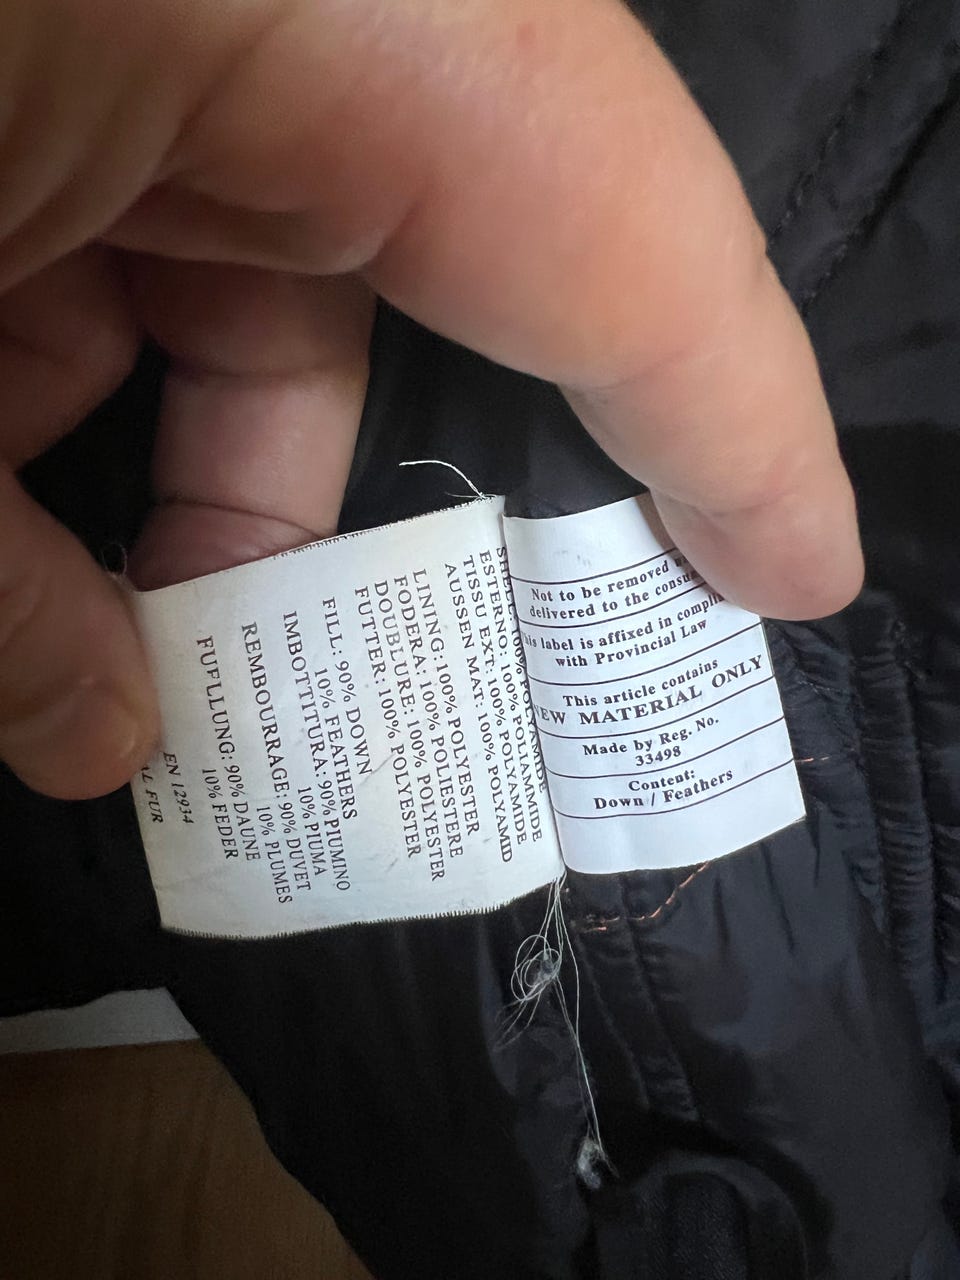 SHELL: 100% POLYAMIDE
ESTERNO: 100% POLIAMMIDE
TISSU EXT: 100% POLYAMIDE
AUSSEN MAT: 100% POLYAMID
LINING: 100% POLYESTER
FODERA: 100% POLIESTERE
DOUBLURE: 100% POLYESTER
FUTTER: 100% POLYESTER
FILL: 90% DOWN
10% FEATHERS
IMBOTTITURA: 90% PIUMINO
10% PIUMA
REMBOURRAGE: 90% DUVET
10% PLUMES
FUFLLUNG: 90% DAUNE
10% FEDER
EN 12934
FUR
Not to be removed
delivered to the
label is affixed in
with Provincial Law
This article contains
NEW MATERIAL ONLY
Made by Reg. No.
33498
Content:
Down / Feathers